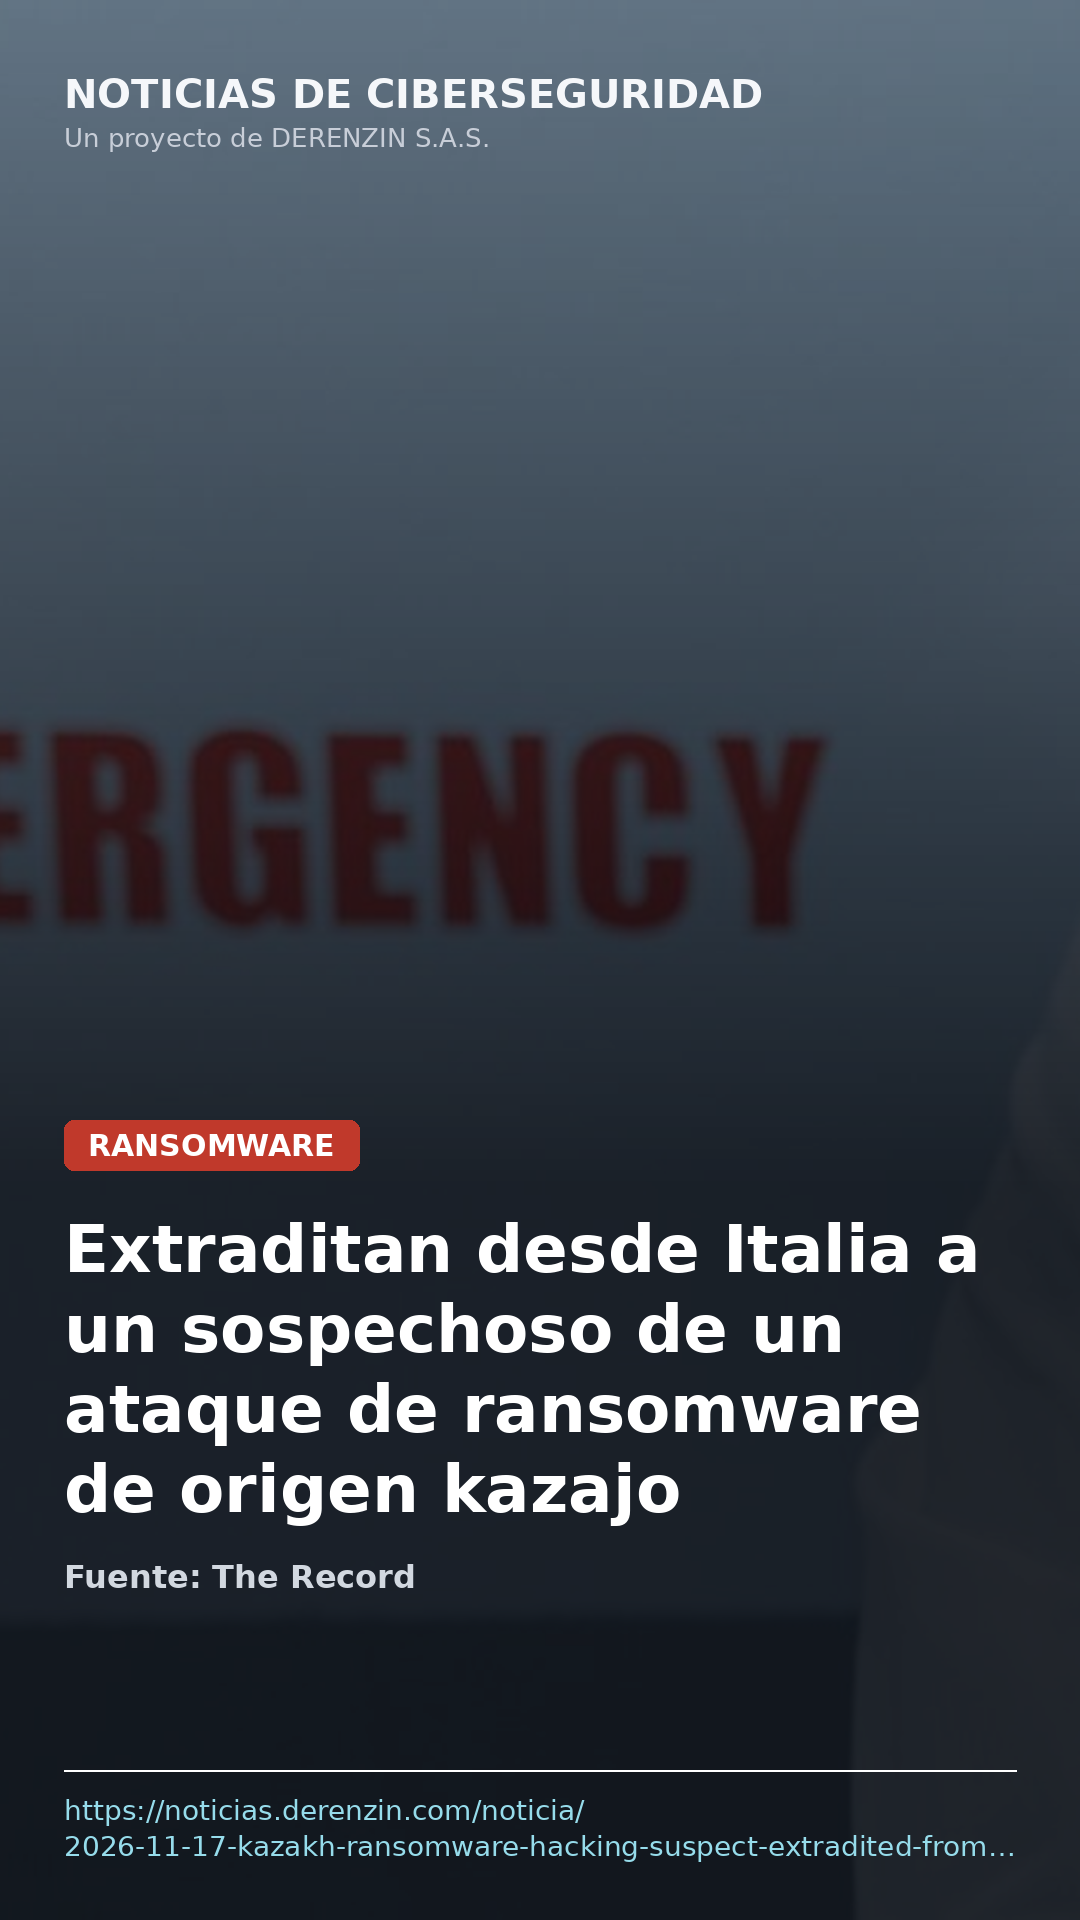 NOTICIAS DE CIBERSEGURIDAD
Un proyecto de DERENZIN S.A.S.
ERGENCY
RANSOMWARE
Extraditan desde Italia a
un sospechoso de un
ataque de ransomware
de origen kazajo
Fuente: The Record
https://noticias.derenzin.com/noticia/
2026-11-17-kazakh-ransomware-hacking-suspect-extradited-from…